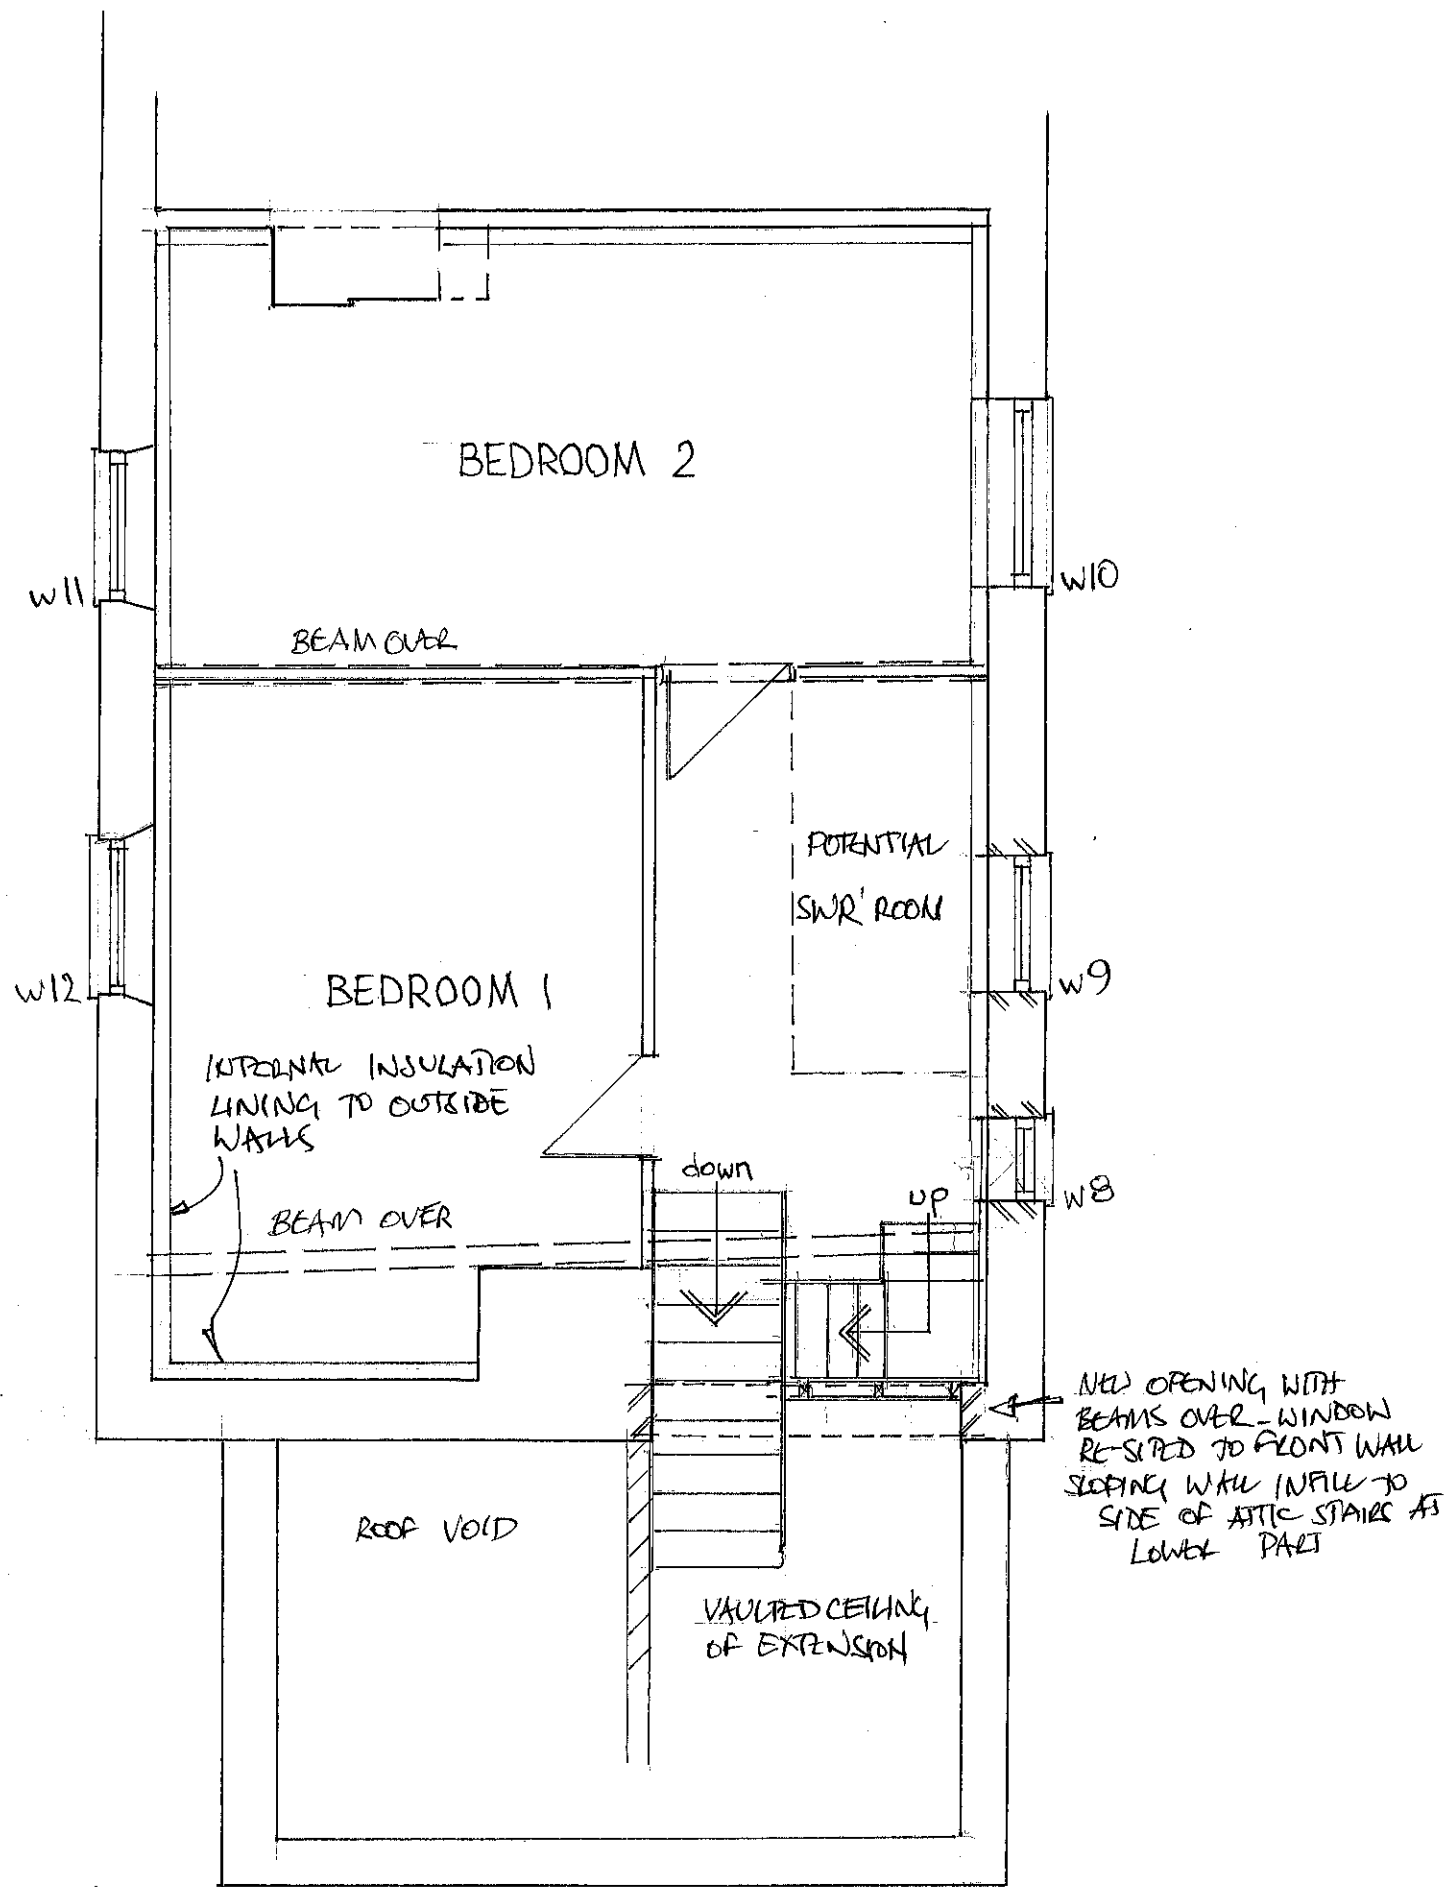 BEDROOM 2
w11
w10
BEAM OVER
POTENTIAL
SWR' ROOM
w12
BEDROOM 1
w9
INTERNAL INSULATION
LINING TO OUTSIDE
WALLS
down
up
w8
BEAM OVER
NEW OPENING WITH
BEAMS OVER - WINDOW
RE-SITED TO FRONT WALL
SLOPING WALL INFILL TO
SIDE OF ATTIC STAIRS AT
LOWER PART
ROOF VOID
VAULTED CEILING
OF EXTENSION